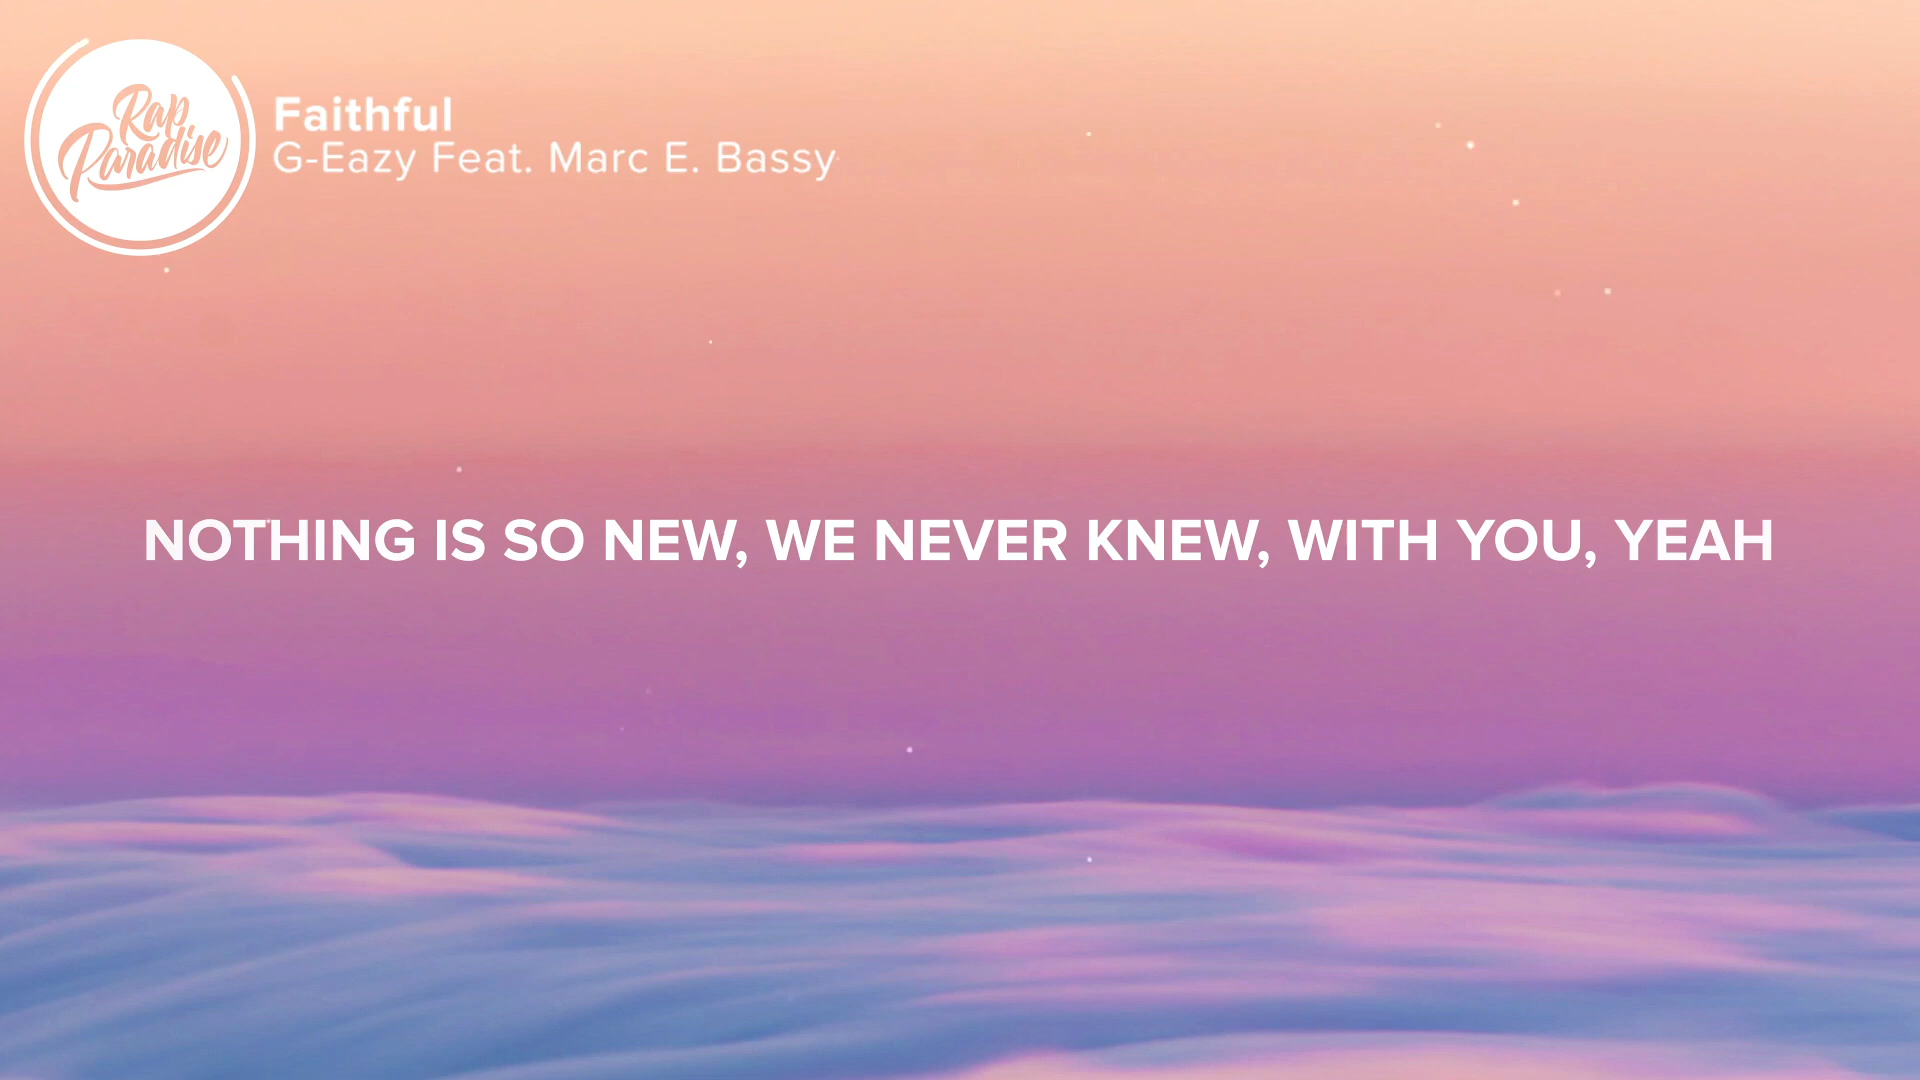 Rap
Paradise
Faithful
G-Eazy Feat. Marc E. Bassy
NOTHING IS SO NEW, WE NEVER KNEW, WITH YOU, YEAH